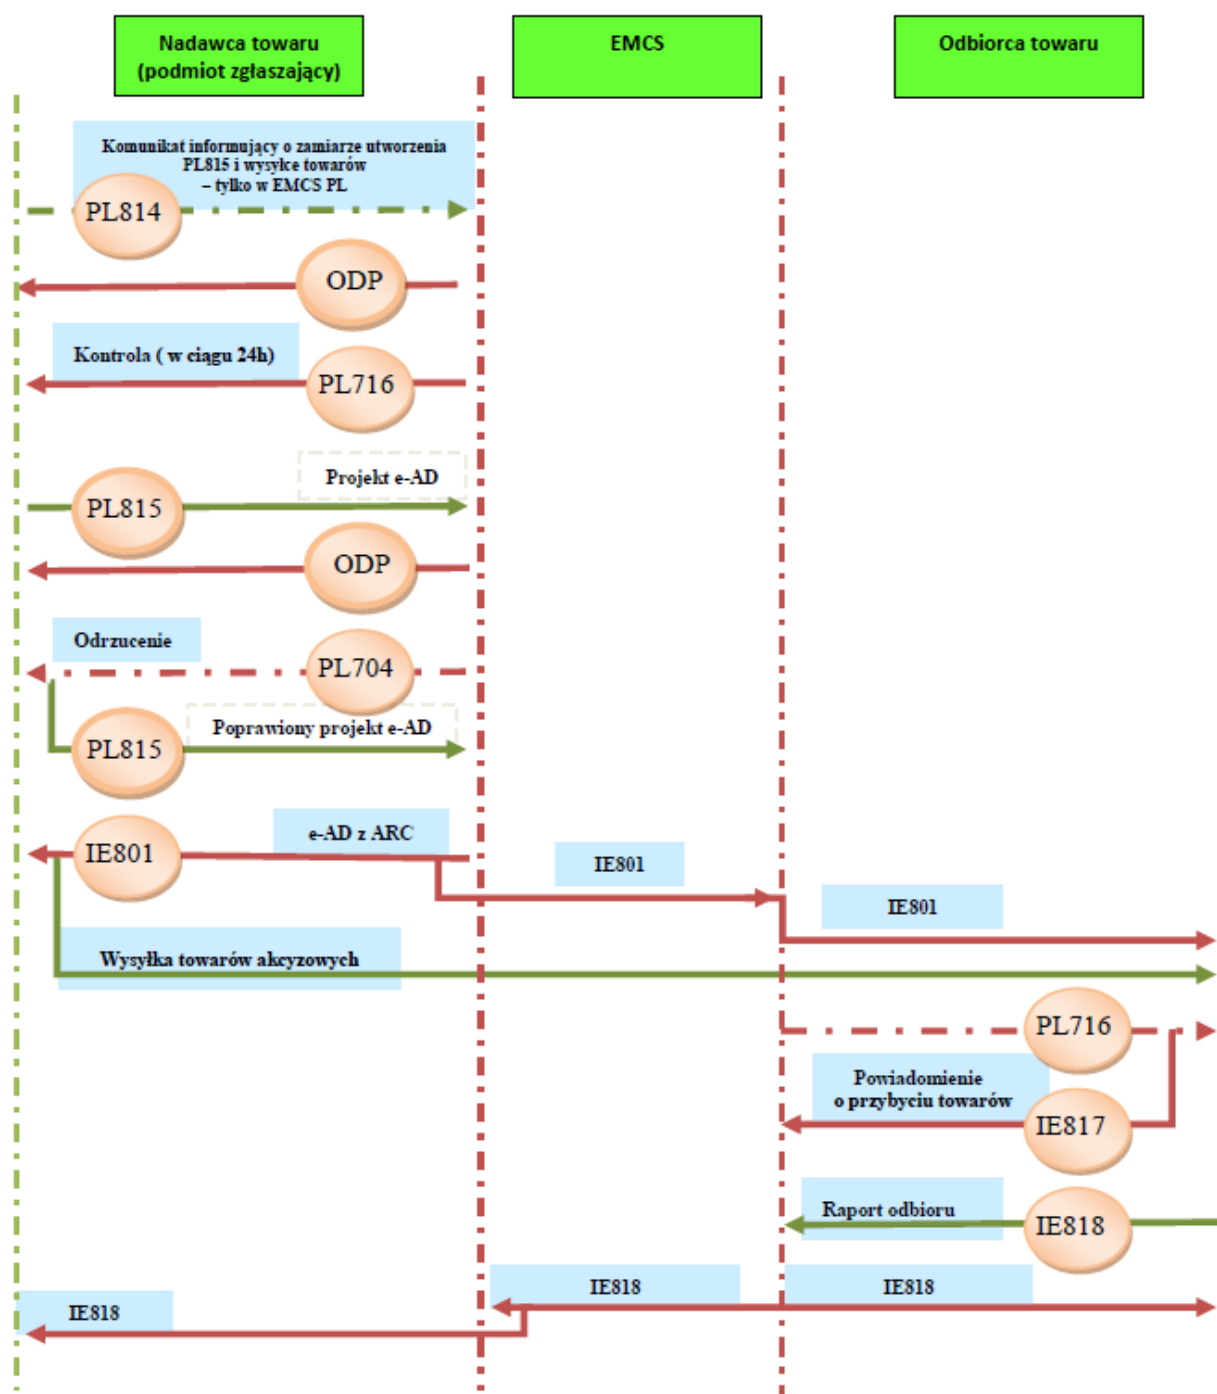 Nadawca towaru
(podmiot zgłaszający)
EMCS
Odbiorca towaru
Komunikat informujący o zamiarze utworzenia
PL815 i wysyłce towarów
– tylko w EMCS PL
PL814
ODP
Kontrola ( w ciągu 24h)
PL716
Projekt e-AD
PL815
ODP
Odrzucenie
PL704
Poprawiony projekt e-AD
PL815
e-AD z ARC
IE801
IE801
IE801
Wysyłka towarów akcyzowych
PL716
Powiadomienie
o przybyciu towarów
IE817
Raport odbioru
IE818
IE818
IE818
IE818